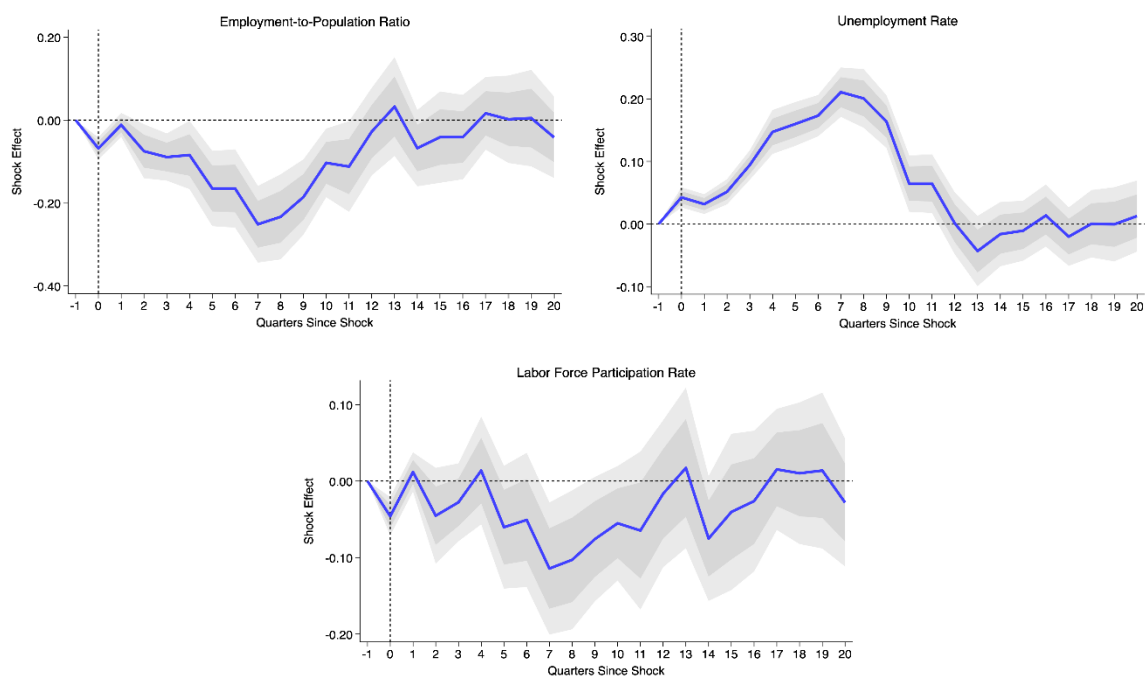 Employment-to-Population Ratio
0.20
0.00
-0.20
-0.40
Shock Effect
-1 0 1 2 3 4 5 6 7 8 9 10 11 12 13 14 15 16 17 18 19 20
Quarters Since Shock
Unemployment Rate
0.30
0.20
0.10
0.00
-0.10
Shock Effect
-1 0 1 2 3 4 5 6 7 8 9 10 11 12 13 14 15 16 17 18 19 20
Quarters Since Shock
Labor Force Participation Rate
0.10
0.00
-0.10
-0.20
Shock Effect
-1 0 1 2 3 4 5 6 7 8 9 10 11 12 13 14 15 16 17 18 19 20
Quarters Since Shock